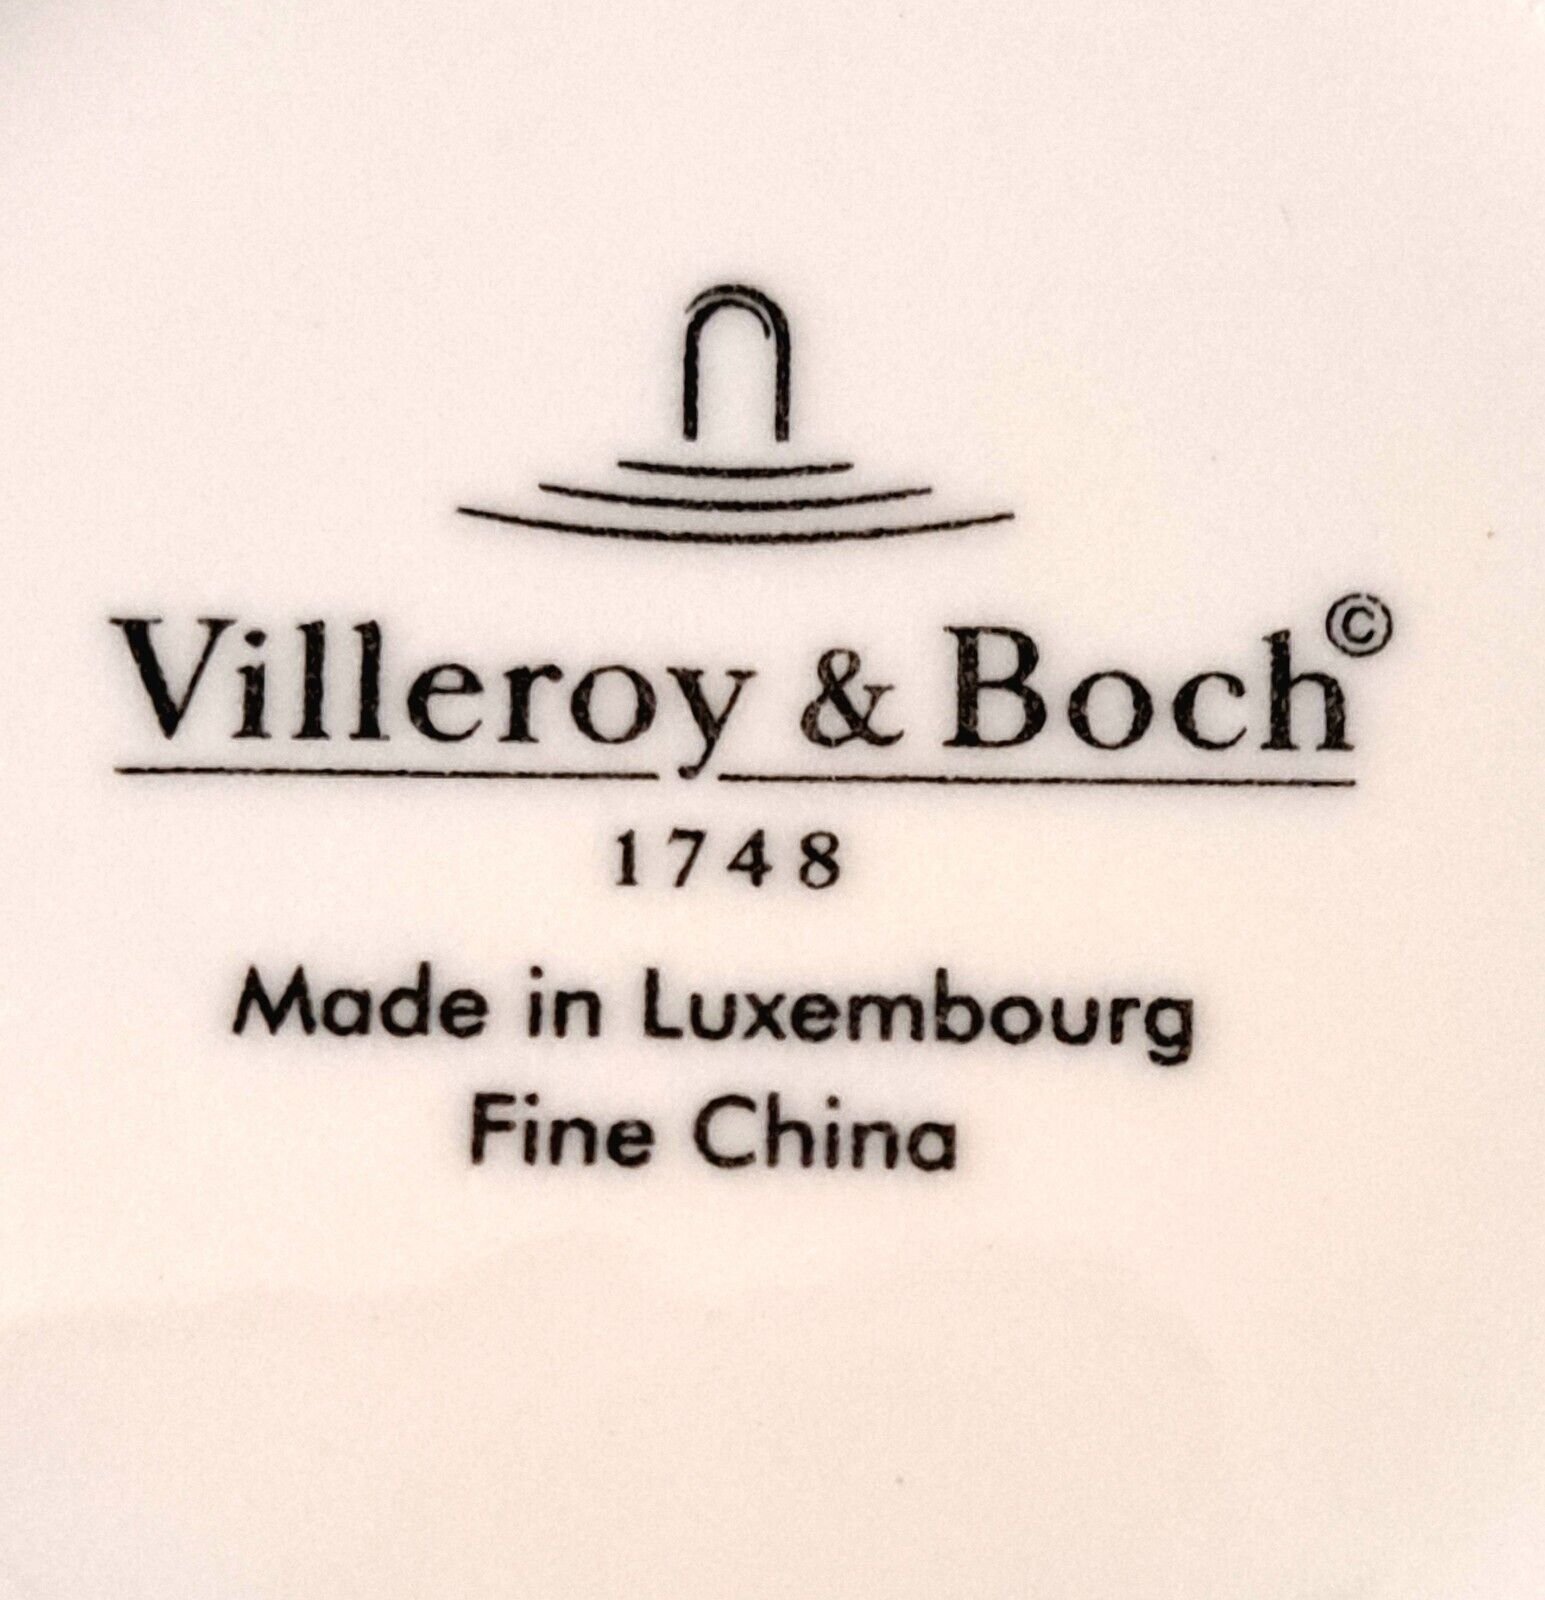 Villeroy & Boch©
1748
Made in Luxembourg
Fine China